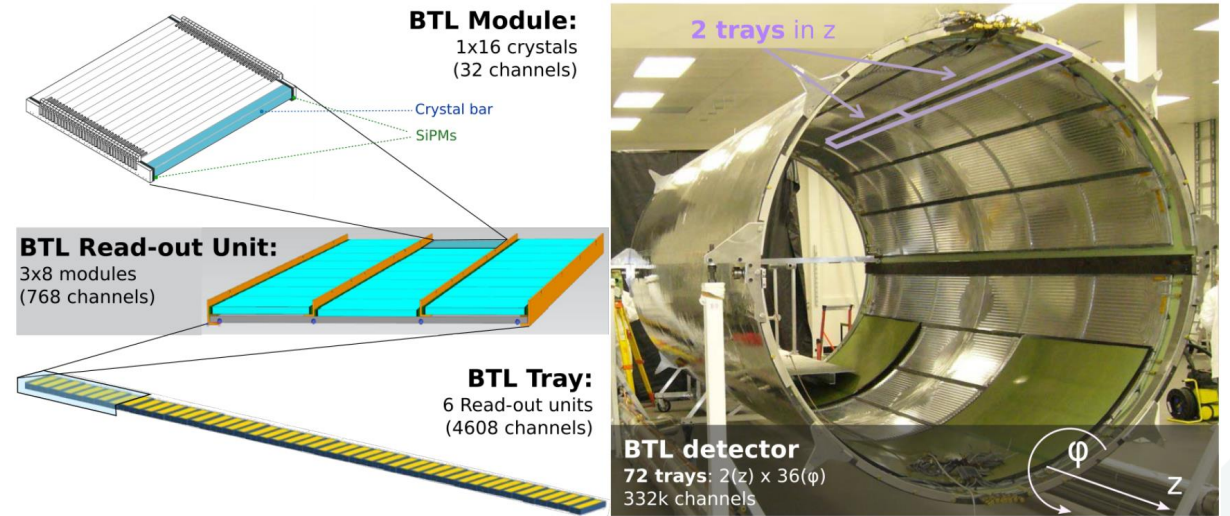 BTL Module:
1x16 crystals
(32 channels)
Crystal bar
SiPMs
BTL Read-out Unit:
3x8 modules
(768 channels)
BTL Tray:
6 Read-out units
(4608 channels)
2 trays in z
BTL detector
72 trays: 2(z) x 36(φ)
332k channels
φ
z